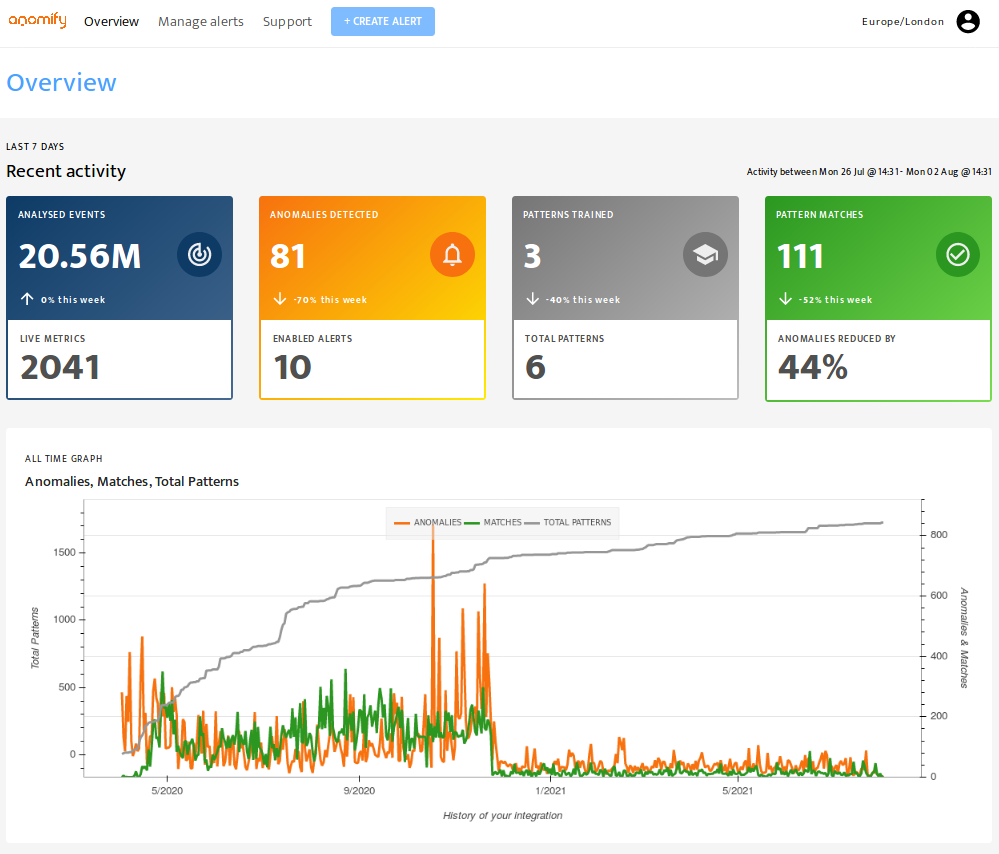 anomify Overview Manage alerts Support + CREATE ALERT Europe/London
Overview
LAST 7 DAYS
Recent activity
Activity between Mon 26 Jul @ 14:31 - Mon 02 Aug @ 14:31
ANALYSED EVENTS
20.56M
0% this week
LIVE METRICS
2041
ANOMALIES DETECTED
81
-70% this week
ENABLED ALERTS
10
PATTERNS TRAINED
3
-40% this week
TOTAL PATTERNS
6
PATTERN MATCHES
111
-52% this week
ANOMALIES REDUCED BY
44%
ALL TIME GRAPH
Anomalies, Matches, Total Patterns
ANOMALIES MATCHES TOTAL PATTERNS
Total Patterns
1500
1000
500
0
800
600
400
200
0
Anomalies & Matches
5/2020 9/2020 1/2021 5/2021
History of your integration